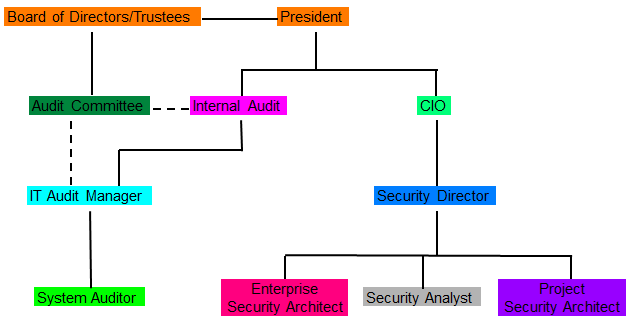 Board of Directors/Trustees
President
Audit Committee
Internal Audit
CIO
IT Audit Manager
Security Director
System Auditor
Enterprise
Security Architect
Security Analyst
Project
Security Architect